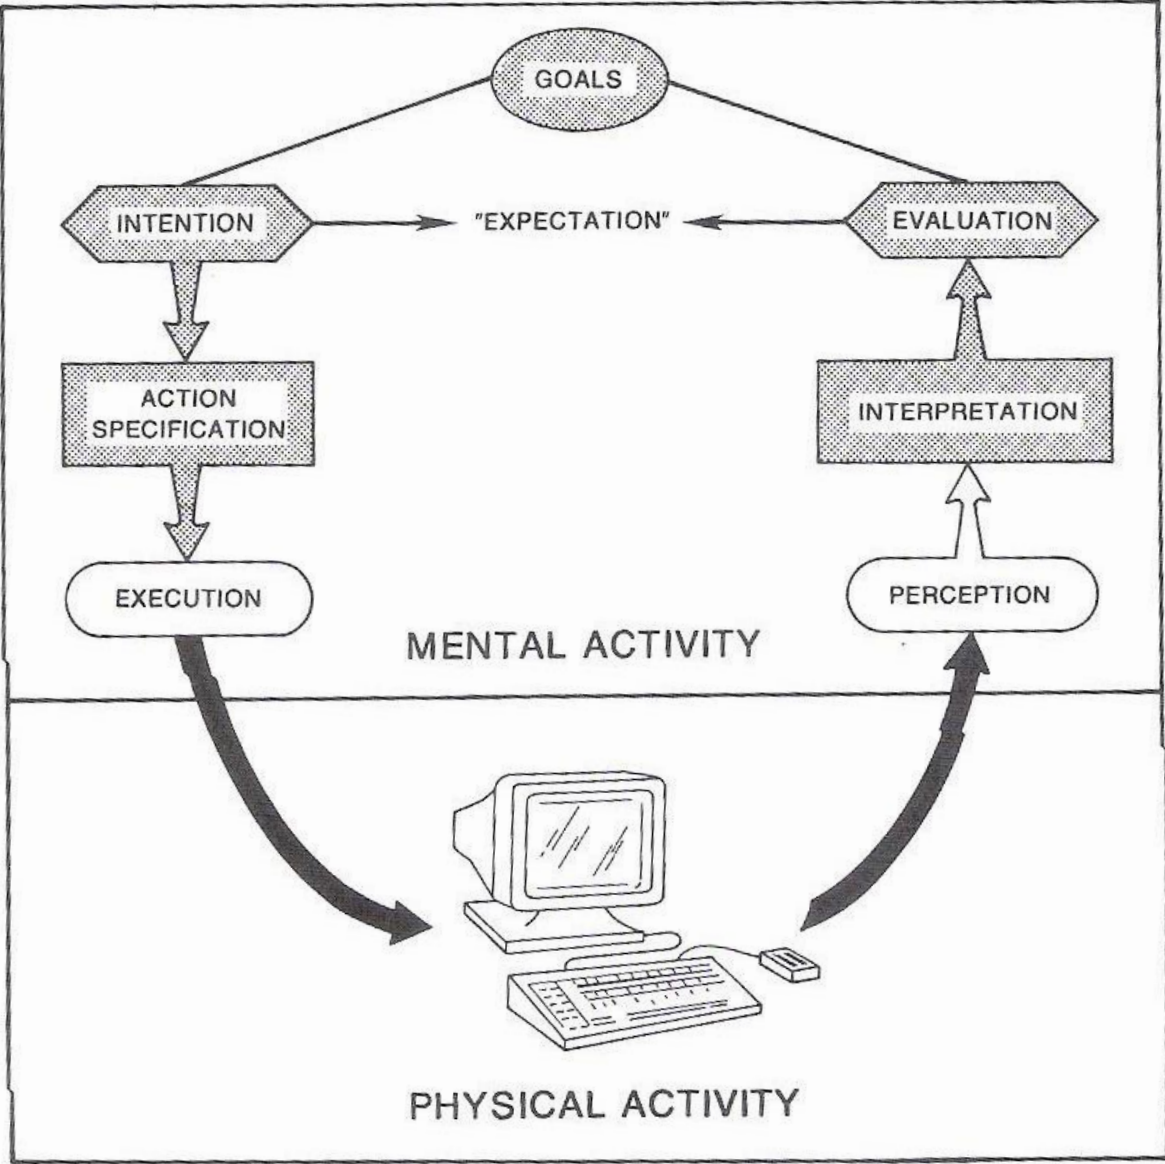 GOALS
INTENTION
"EXPECTATION"
EVALUATION
ACTION
SPECIFICATION
INTERPRETATION
EXECUTION
PERCEPTION
MENTAL ACTIVITY
PHYSICAL ACTIVITY